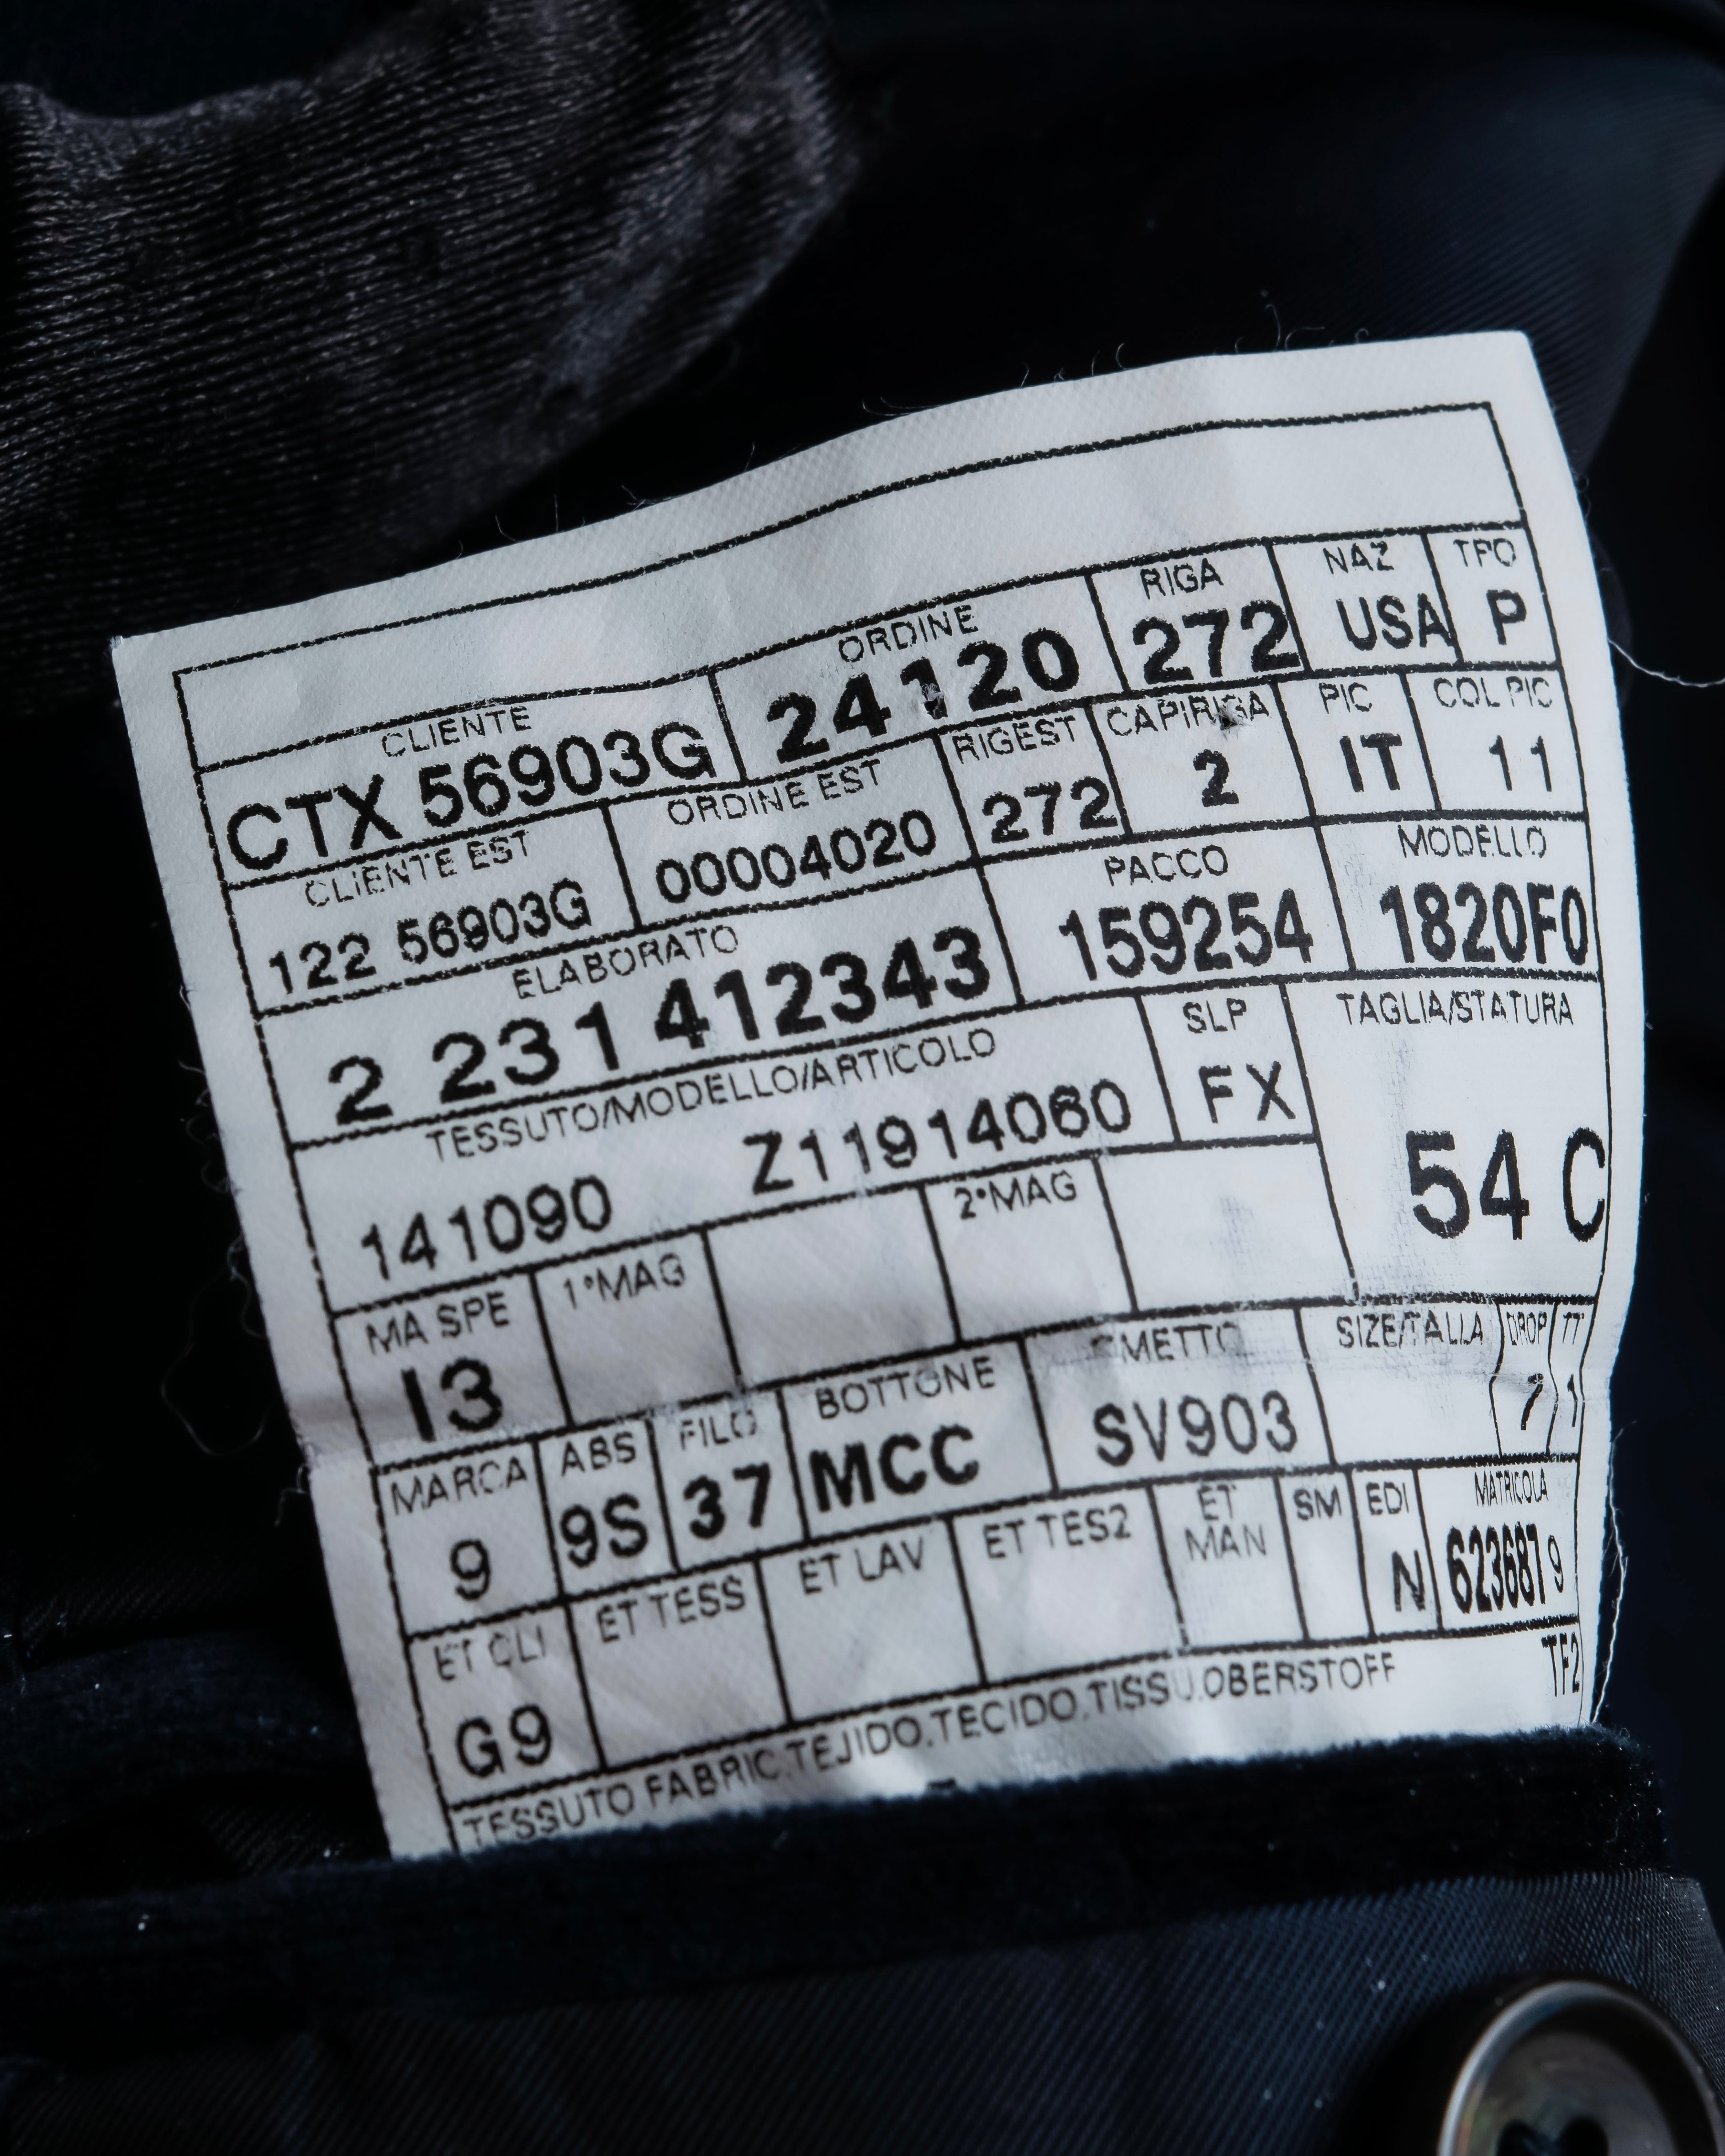 CLIENTE ORDINE RIGA NAZ TPO
CTX 56903G 24120 272 USA P
CLIENTE EST ORDINE EST RIGEST CAPIRIGA PIC COL PIC
122 56903G 00004020 272 2 IT 11
ELABORATO PACCO MODELLO
2 231 412343 159254 1820F0
TESSUTO/MODELLO/ARTICOLO SLP TAGLIA/STATURA
141090 Z11914060 FX 54 C
MA SPE 1°MAG 2°MAG
I3
MARCA ABS FILO BOTTONE SIZE/TALLA DROP TT
9 9S 37 MCC SV903 7 1
ET CLI ET TESS ET LAV ET TES2 ET MAN SM EDI MATRICOLA
G9 N 623687 9
TESSUTO FABRIC.TEJIDO.TECIDO.TISSU.OBERSTOFF TF2